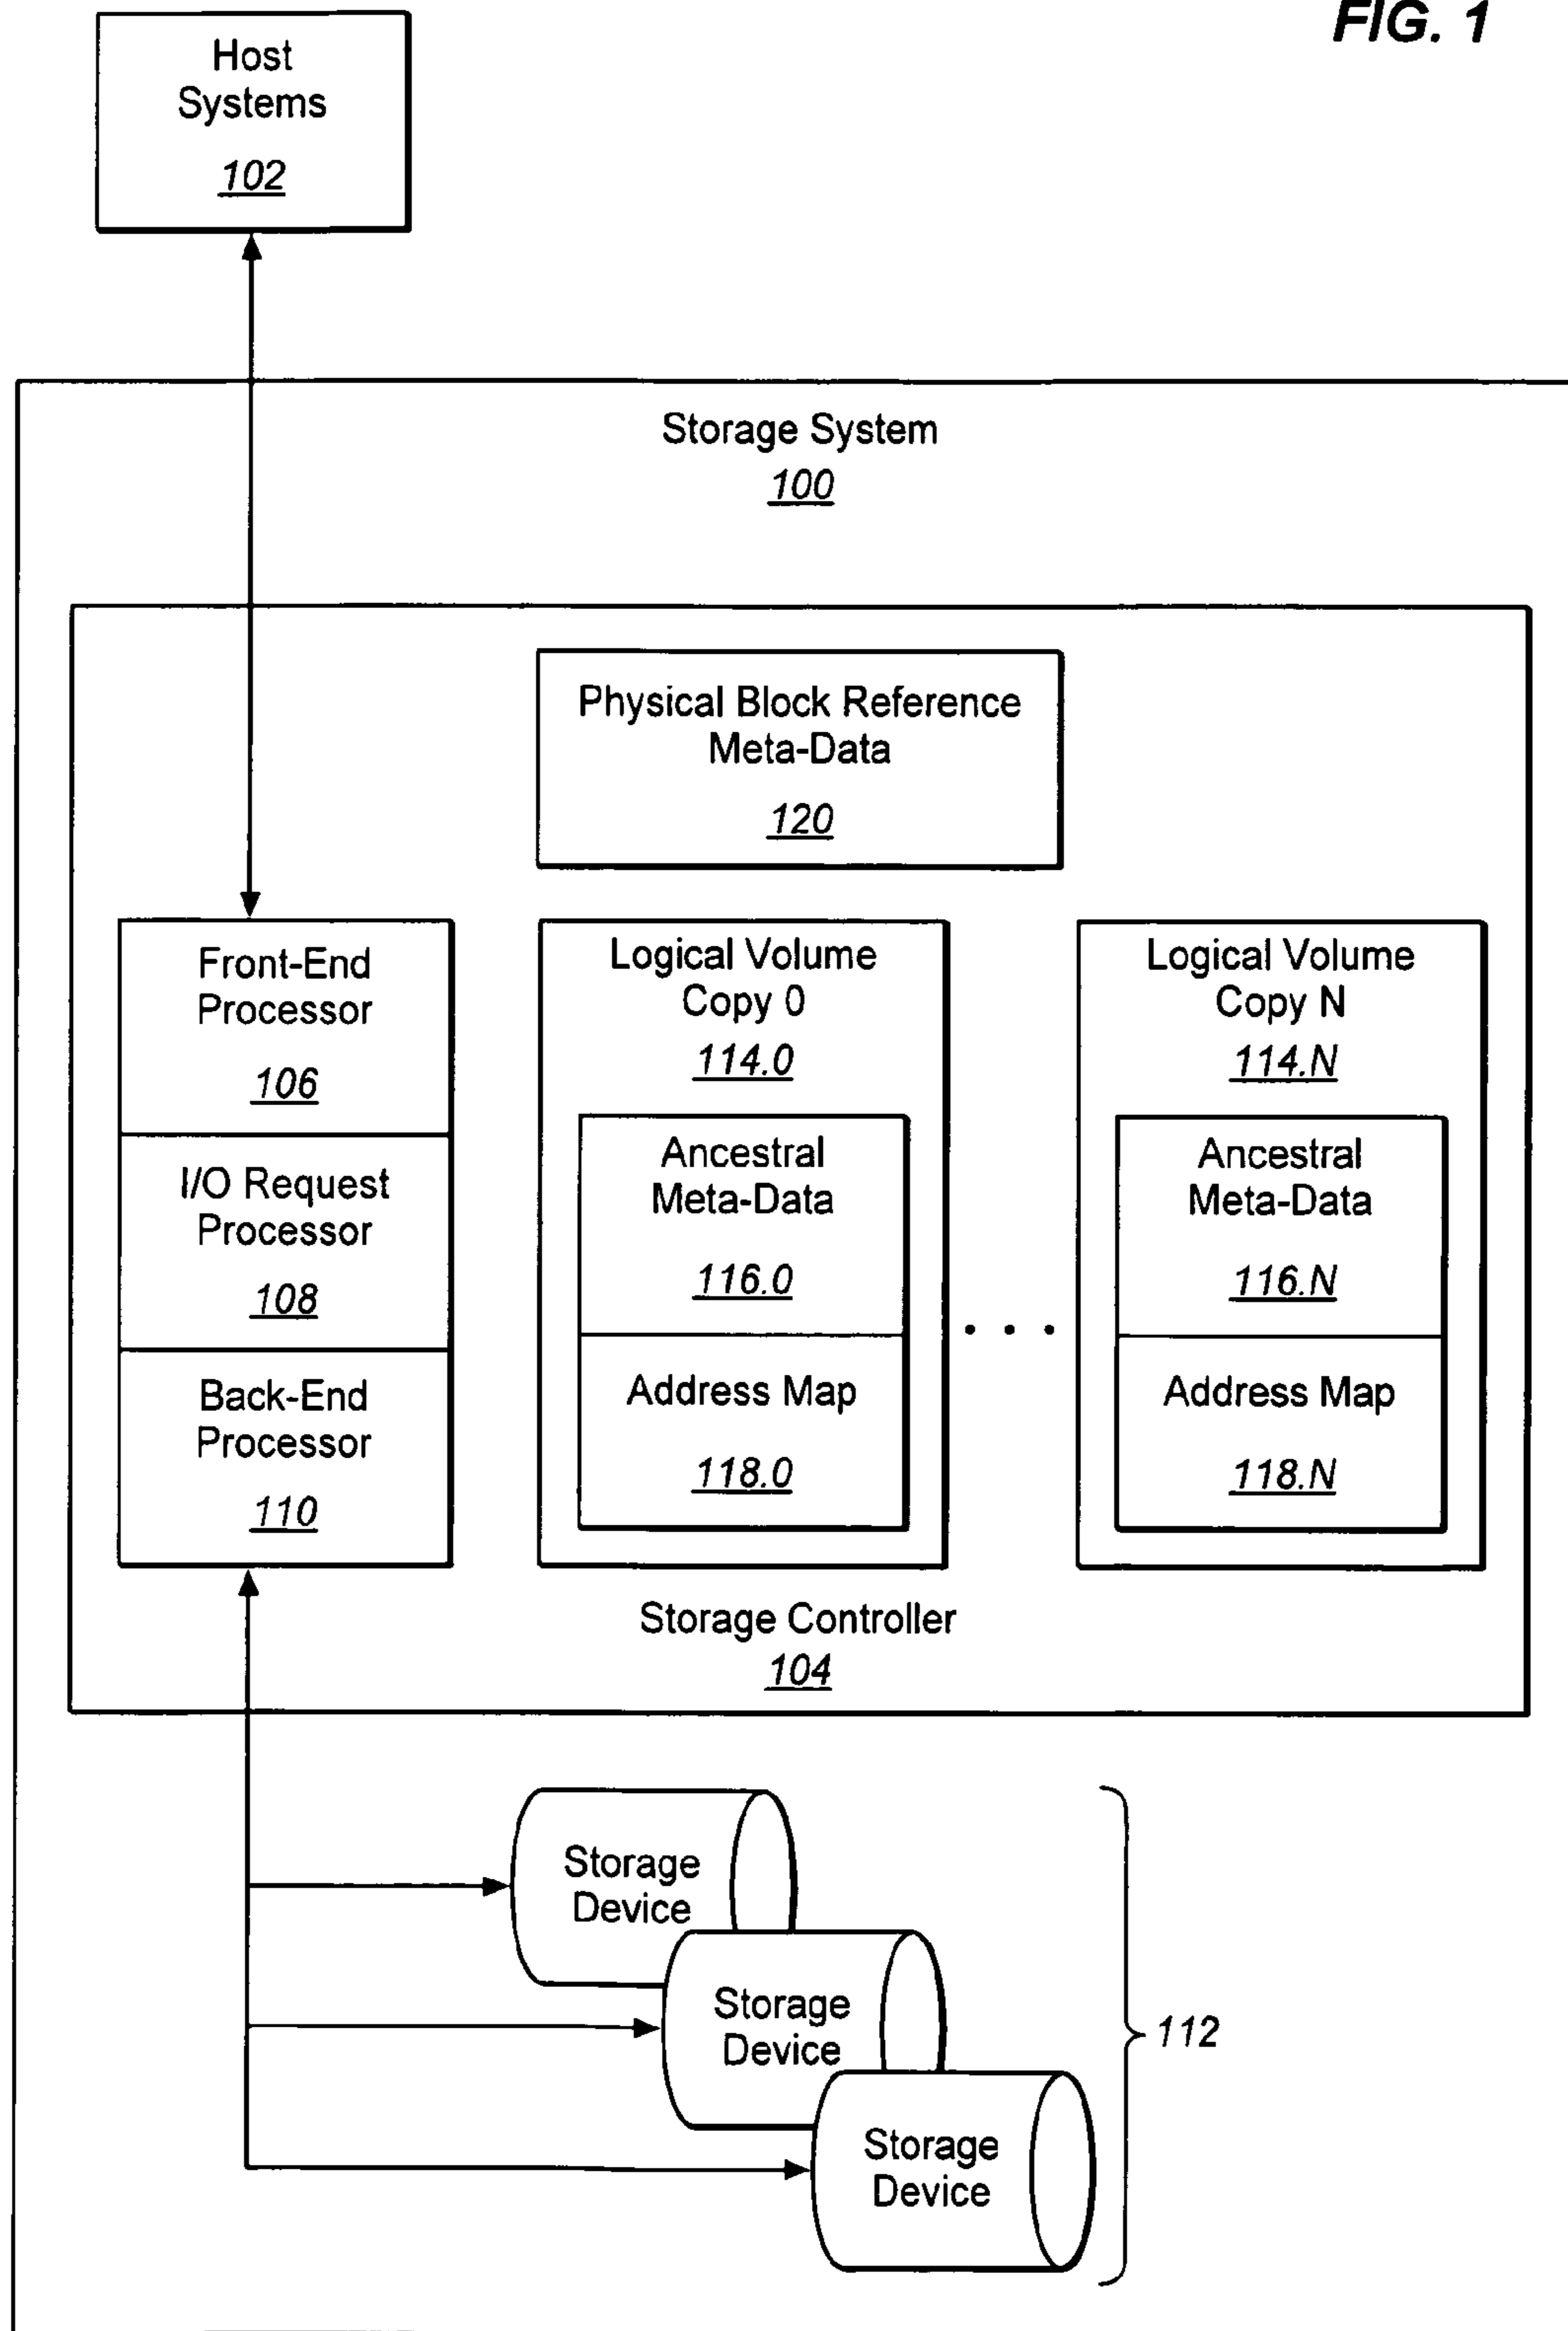 FIG. 1
Host
Systems
102
Storage System
100
Physical Block Reference
Meta-Data
120
Front-End
Processor
106
I/O Request
Processor
108
Back-End
Processor
110
Logical Volume
Copy 0
114.0
Ancestral
Meta-Data
116.0
Address Map
118.0
. . .
Logical Volume
Copy N
114.N
Ancestral
Meta-Data
116.N
Address Map
118.N
Storage Controller
104
Storage
Device
Storage
Device
Storage
Device
112